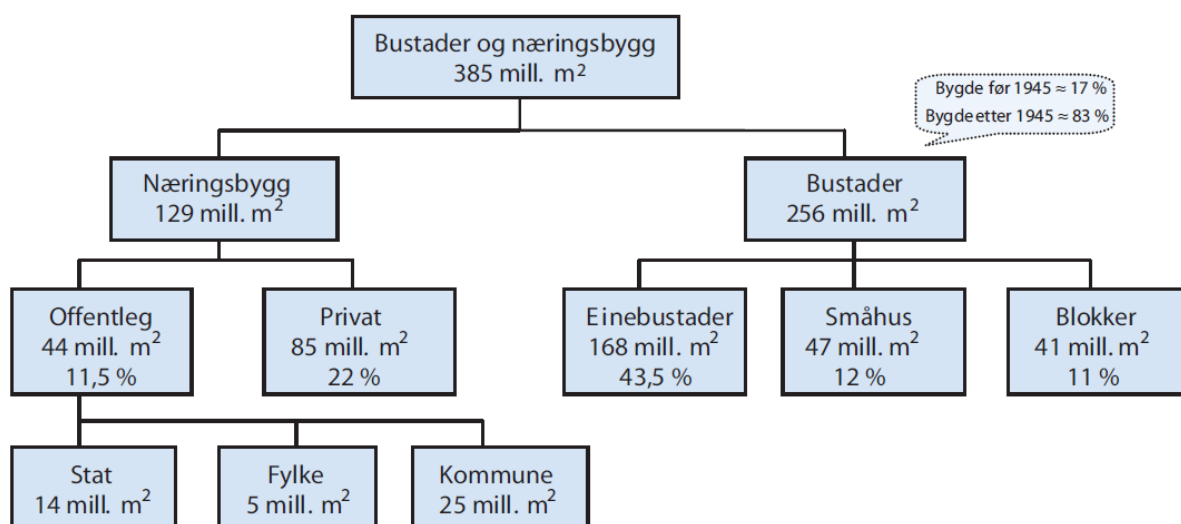 Bustader og næringsbygg
385 mill. m²
Bygde før 1945 ≈ 17 %
Bygde etter 1945 ≈ 83 %
Næringsbygg
129 mill. m²
Bustader
256 mill. m²
Offentleg
44 mill. m²
11,5 %
Privat
85 mill. m²
22 %
Einebustader
168 mill. m²
43,5 %
Småhus
47 mill. m²
12 %
Blokker
41 mill. m²
11 %
Stat
14 mill. m²
Fylke
5 mill. m²
Kommune
25 mill. m²